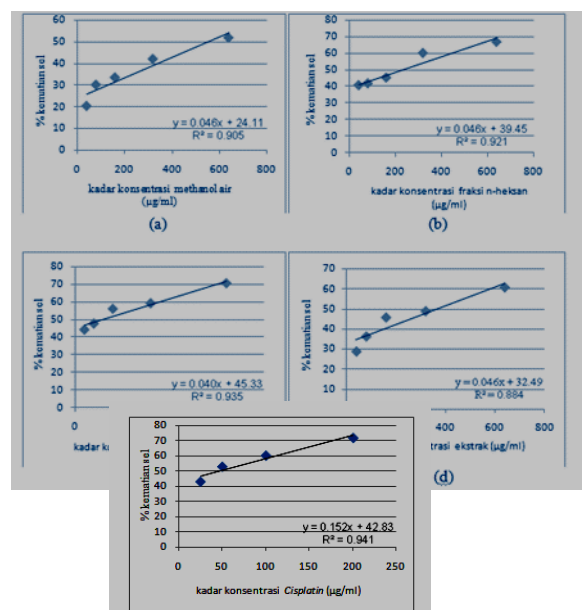 60
50
40
30
20
10
0
% kematian sel
y = 0.046x + 24.11
R² = 0.905
0 200 400 600 800
kadar konsentrasi methanol air
(µg/ml)
(a)
80
70
60
50
40
30
20
10
0
% kematian sel
y = 0.046x + 39.45
R² = 0.921
0 200 400 600 800
kadar konsentrasi fraksi n-heksan
(µg/ml)
(b)
80
70
60
50
40
30
20
10
0
% kematian sel
y = 0.040x + 45.33
R² = 0.935
0
kadar
70
60
50
40
30
20
10
% kematian sel
y = 0.046x + 32.49
R² = 0.884
400 600 800
ekstrak (µg/ml)
(d)
80
70
60
50
40
30
20
10
0
% kematian sel
y = 0.152x + 42.83
R² = 0.941
0 50 100 150 200 250
kadar konsentrasi Cisplatin (µg/ml)